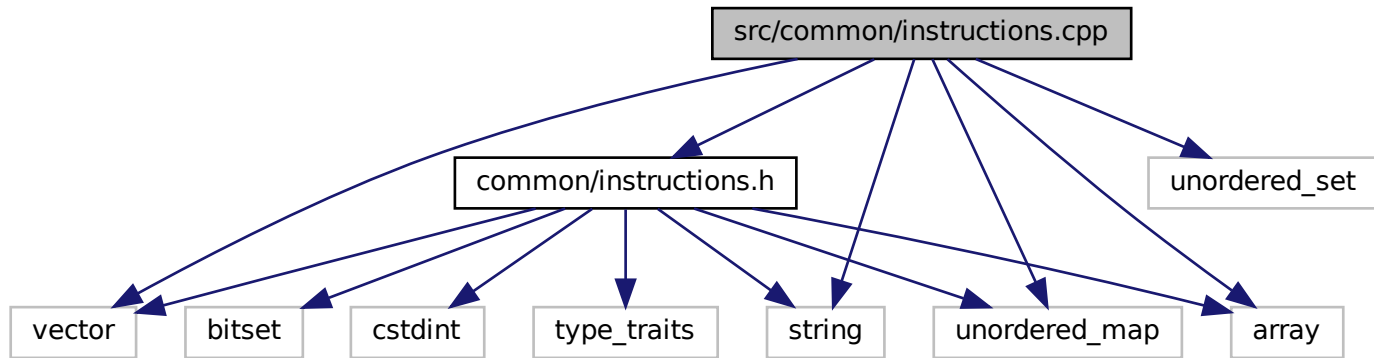 src/common/instructions.cpp
common/instructions.h
unordered_set
vector
bitset
cstdint
type_traits
string
unordered_map
array